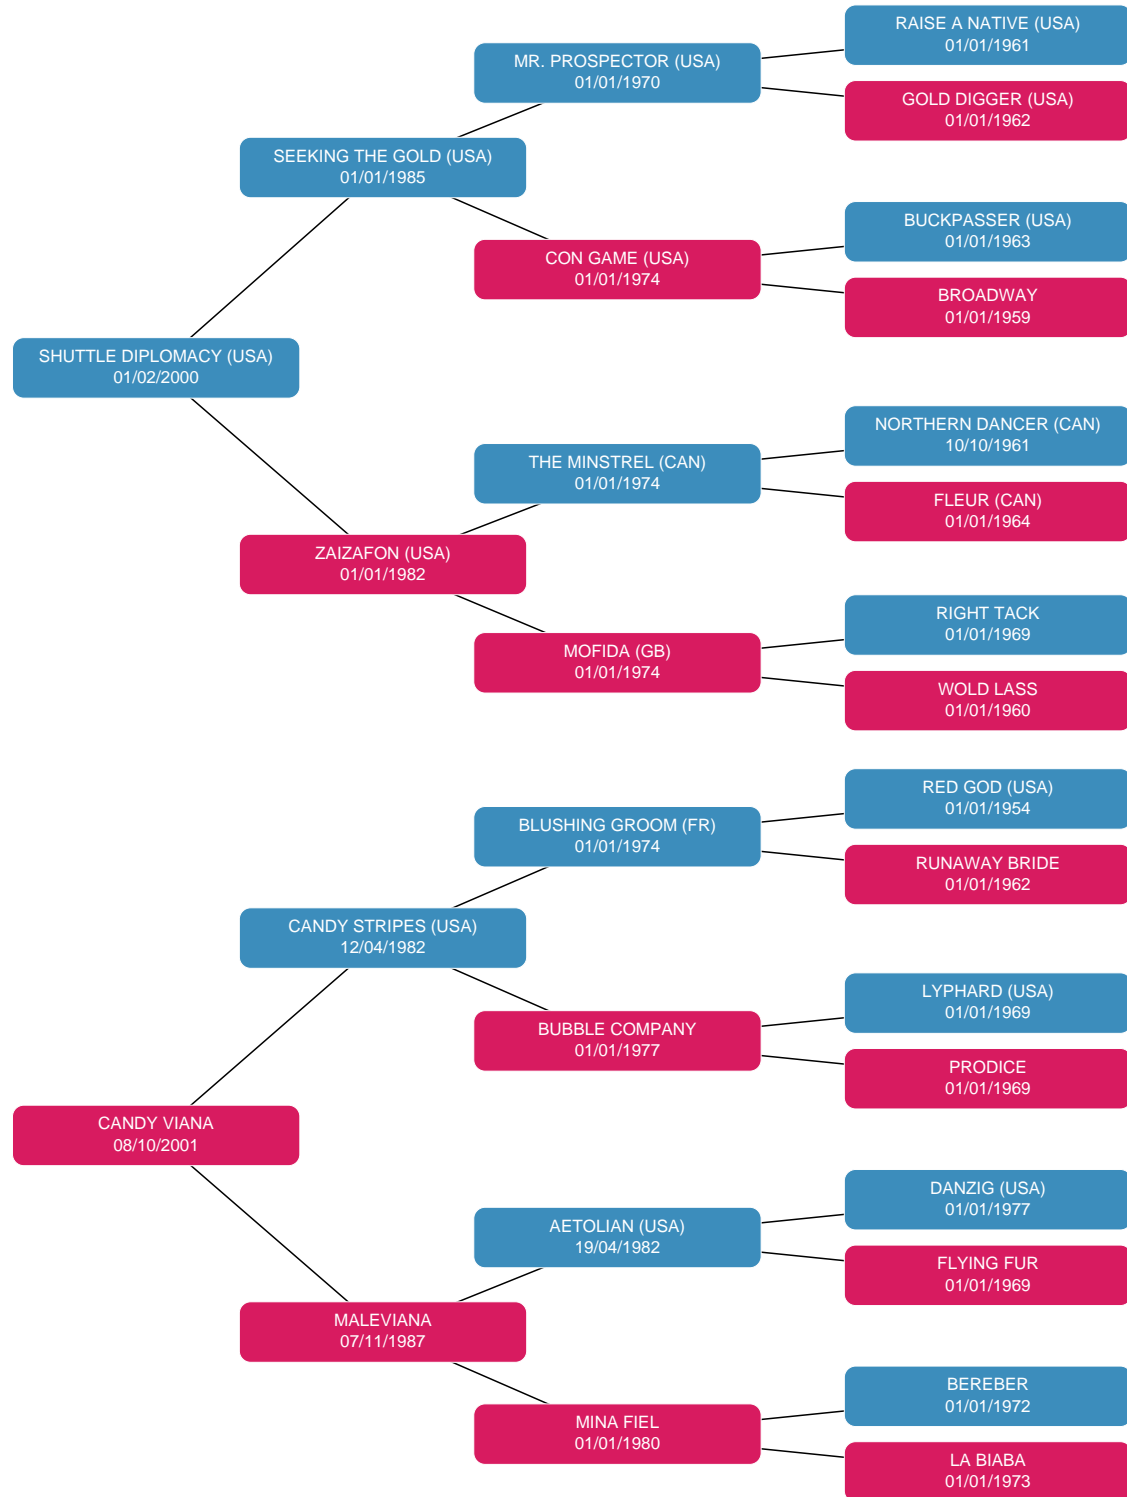 RAISE A NATIVE (USA)
01/01/1961
MR. PROSPECTOR (USA)
01/01/1970
GOLD DIGGER (USA)
01/01/1962
SEEKING THE GOLD (USA)
01/01/1985
BUCKPASSER (USA)
01/01/1963
CON GAME (USA)
01/01/1974
BROADWAY
01/01/1959
SHUTTLE DIPLOMACY (USA)
01/02/2000
NORTHERN DANCER (CAN)
10/10/1961
THE MINSTREL (CAN)
01/01/1974
FLEUR (CAN)
01/01/1964
ZAIZAFON (USA)
01/01/1982
RIGHT TACK
01/01/1969
MOFIDA (GB)
01/01/1974
WOLD LASS
01/01/1960
RED GOD (USA)
01/01/1954
BLUSHING GROOM (FR)
01/01/1974
RUNAWAY BRIDE
01/01/1962
CANDY STRIPES (USA)
12/04/1982
LYPHARD (USA)
01/01/1969
BUBBLE COMPANY
01/01/1977
PRODICE
01/01/1969
CANDY VIANA
08/10/2001
DANZIG (USA)
01/01/1977
AETOLIAN (USA)
19/04/1982
FLYING FUR
01/01/1969
MALEVIANA
07/11/1987
BEREBER
01/01/1972
MINA FIEL
01/01/1980
LA BIABA
01/01/1973